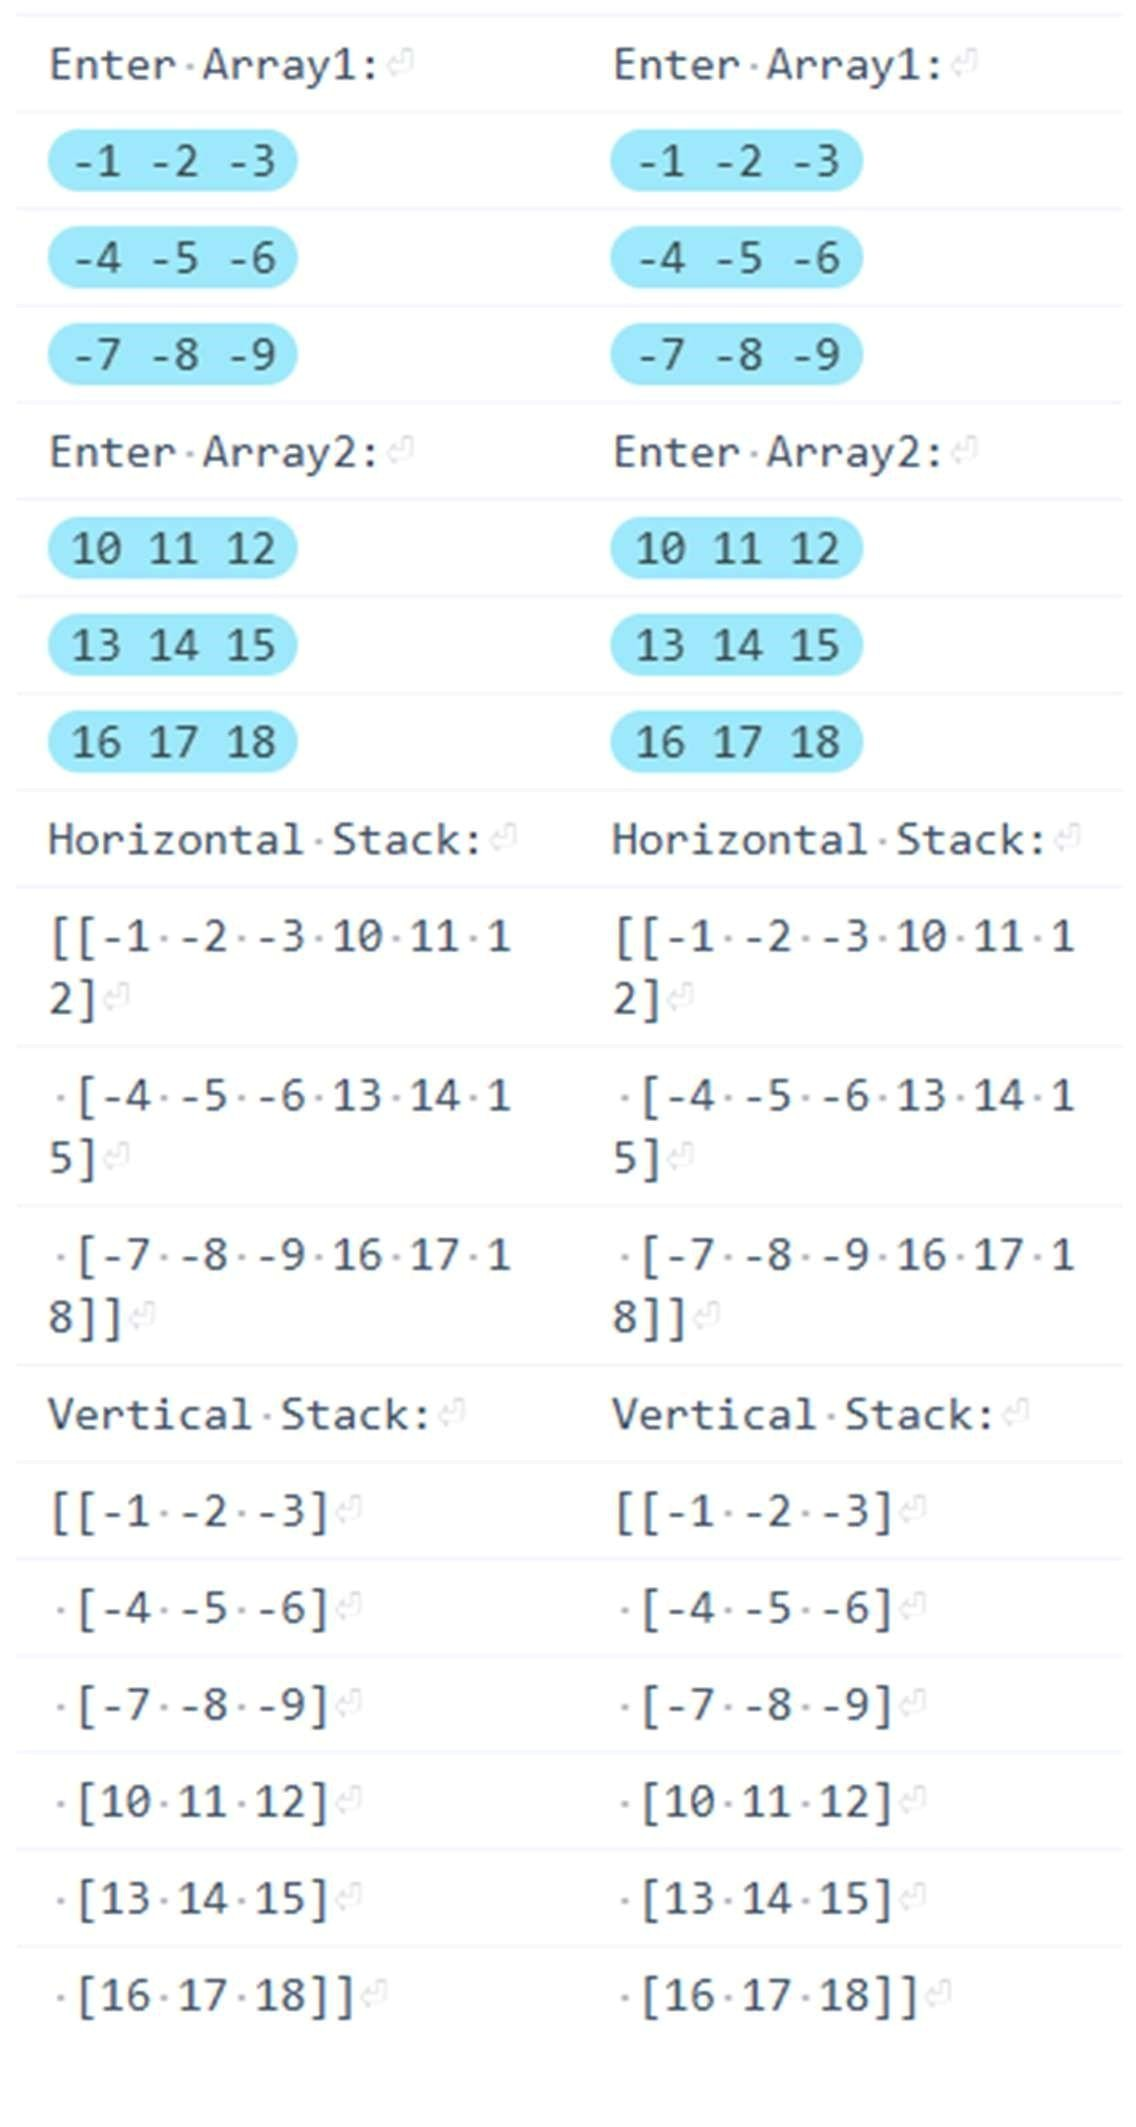 Enter·Array1:⏎ Enter·Array1:⏎
-1 -2 -3 -1 -2 -3
-4 -5 -6 -4 -5 -6
-7 -8 -9 -7 -8 -9
Enter·Array2:⏎ Enter·Array2:⏎
10 11 12 10 11 12
13 14 15 13 14 15
16 17 18 16 17 18
Horizontal·Stack:⏎ Horizontal·Stack:⏎
[[-1·-2·-3·10·11·1 [[-1·-2·-3·10·11·1
2]⏎ 2]⏎
·[-4·-5·-6·13·14·1 ·[-4·-5·-6·13·14·1
5]⏎ 5]⏎
·[-7·-8·-9·16·17·1 ·[-7·-8·-9·16·17·1
8]]⏎ 8]]⏎
Vertical·Stack:⏎ Vertical·Stack:⏎
[[-1·-2·-3]⏎ [[-1·-2·-3]⏎
·[-4·-5·-6]⏎ ·[-4·-5·-6]⏎
·[-7·-8·-9]⏎ ·[-7·-8·-9]⏎
·[10·11·12]⏎ ·[10·11·12]⏎
·[13·14·15]⏎ ·[13·14·15]⏎
·[16·17·18]]⏎ ·[16·17·18]]⏎